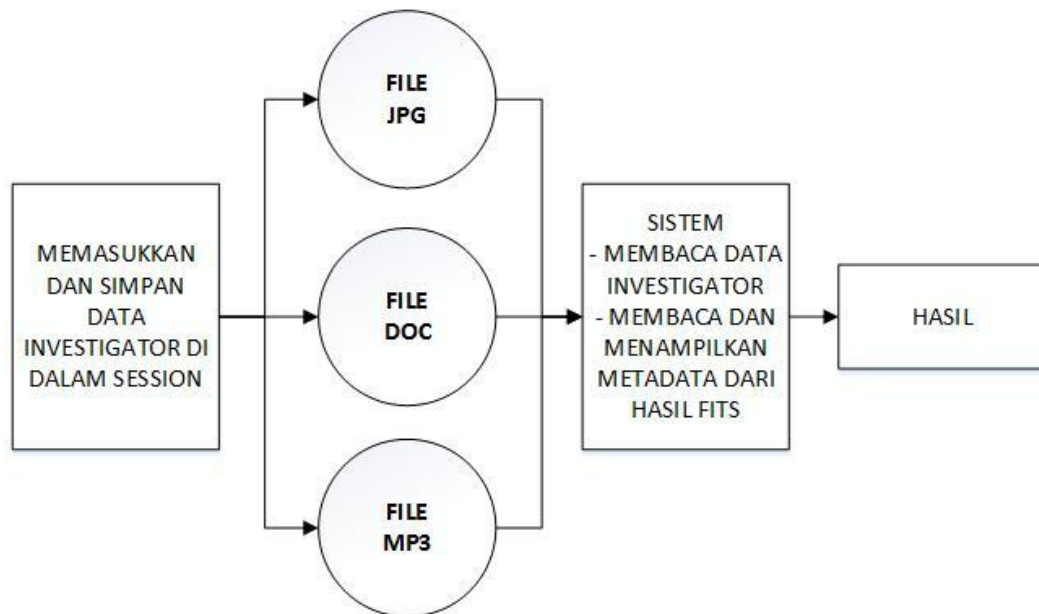 MEMASUKKAN
DAN SIMPAN
DATA
INVESTIGATOR DI
DALAM SESSION
FILE
JPG
FILE
DOC
FILE
MP3
SISTEM
- MEMBACA DATA
INVESTIGATOR
- MEMBACA DAN
MENAMPILKAN
METADATA DARI
HASIL FITS
HASIL